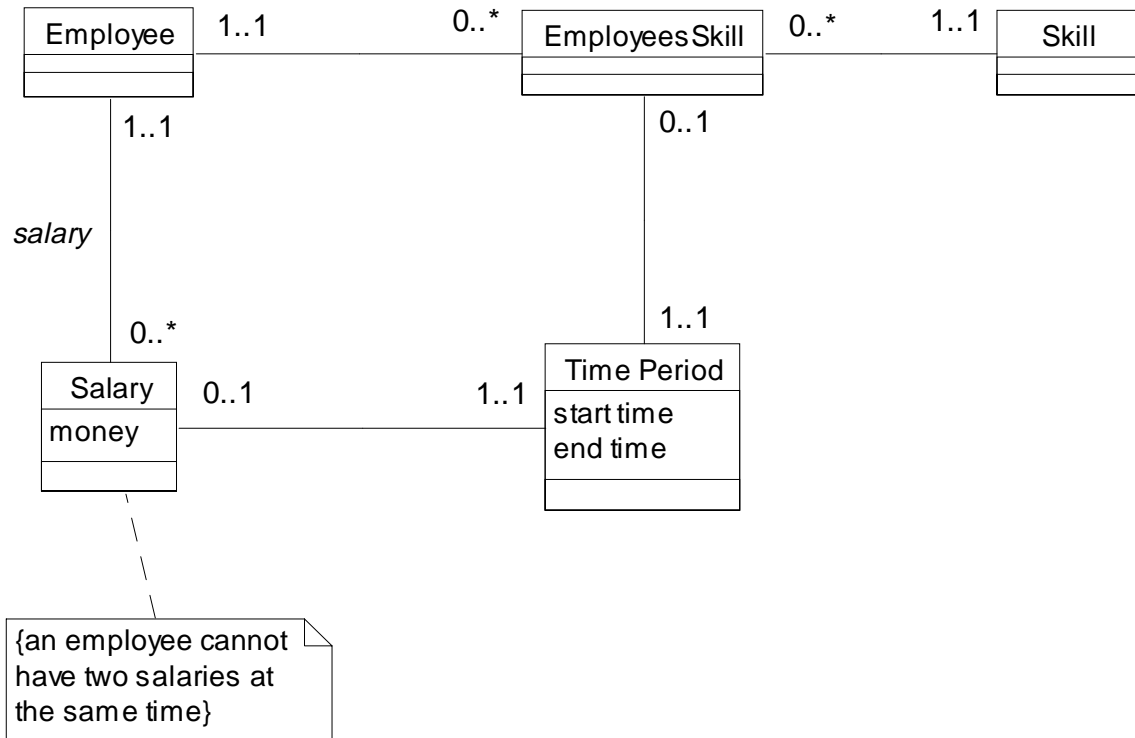 Employee
1..1
0..*
EmployeesSkill
0..*
1..1
Skill
1..1
0..1
salary
0..*
1..1
Salary
money
0..1
1..1
Time Period
start time
end time
{an employee cannot
have two salaries at
the same time}